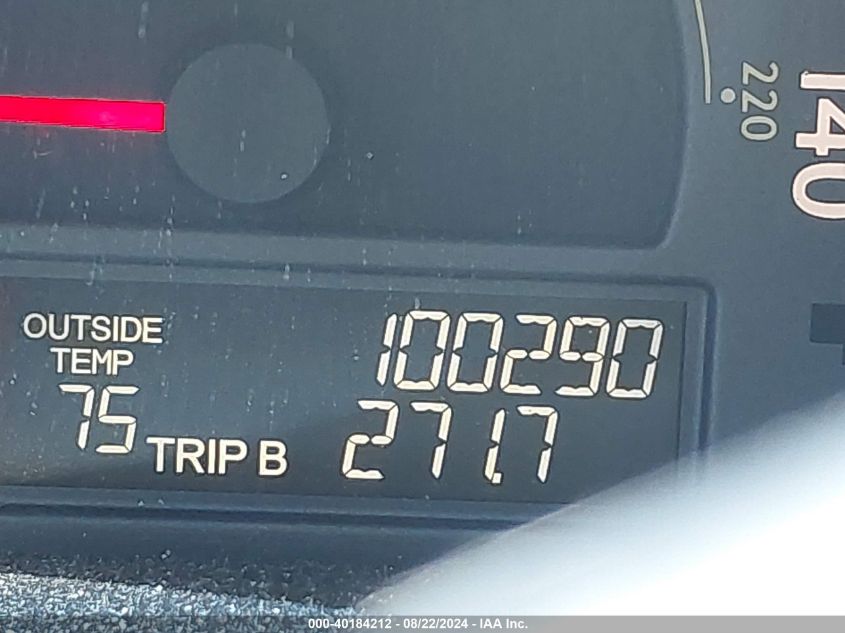 220
140
OUTSIDE
TEMP
75
100290
TRIP B 271.7
000-40184212 - 08/22/2024 - IAA Inc.